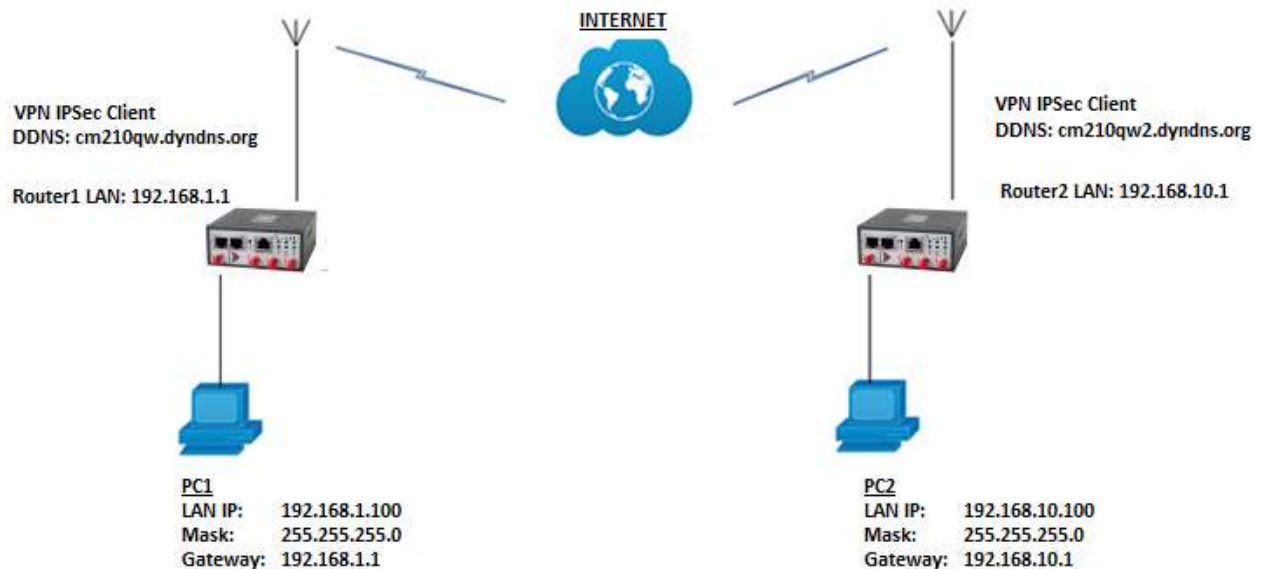 INTERNET
VPN IPSec Client
DDNS: cm210qw.dyndns.org
Router1 LAN: 192.168.1.1
VPN IPSec Client
DDNS: cm210qw2.dyndns.org
Router2 LAN: 192.168.10.1
PC1
LAN IP: 192.168.1.100
Mask: 255.255.255.0
Gateway: 192.168.1.1
PC2
LAN IP: 192.168.10.100
Mask: 255.255.255.0
Gateway: 192.168.10.1